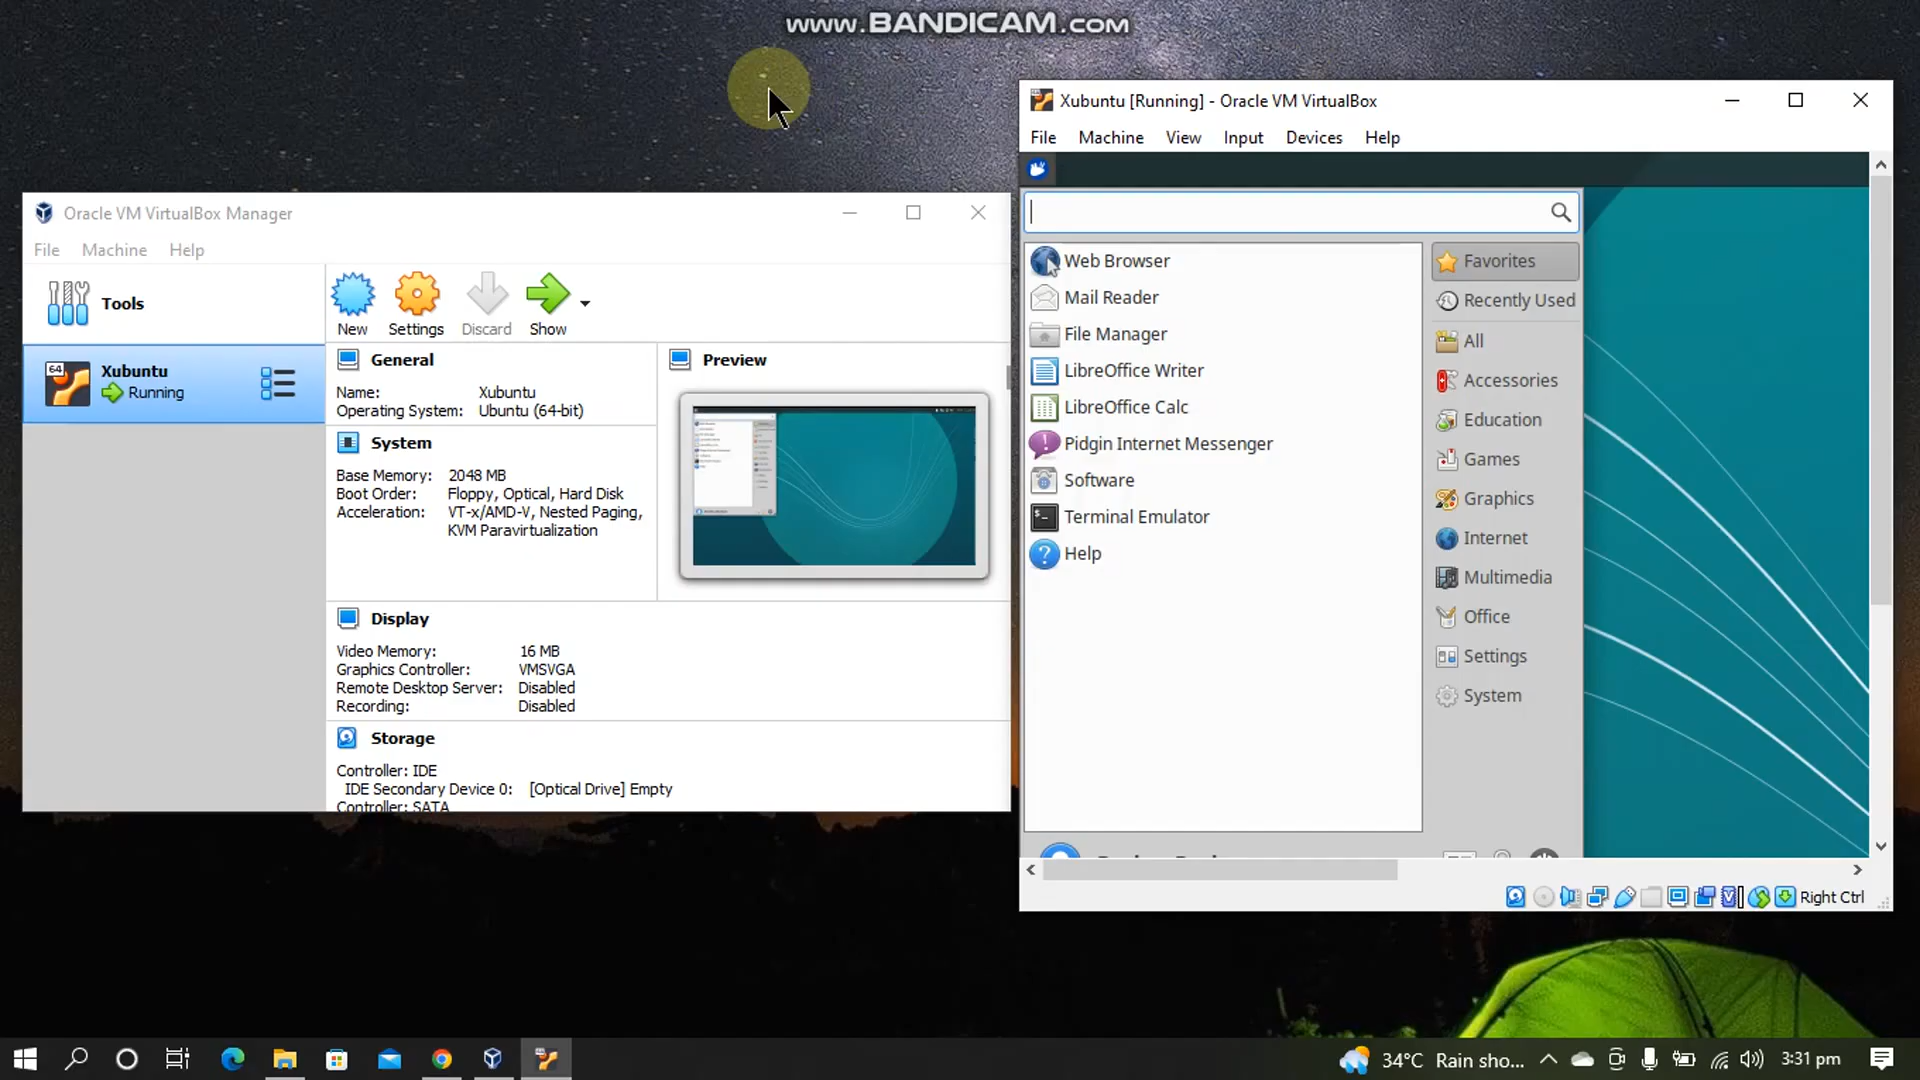 www.BANDICAM.com
Oracle VM VirtualBox Manager
File Machine Help
Tools
New Settings Discard Show
64
Xubuntu
Running
General
Name: Xubuntu
Operating System: Ubuntu (64-bit)
System
Base Memory: 2048 MB
Boot Order: Floppy, Optical, Hard Disk
Acceleration: VT-x/AMD-V, Nested Paging,
KVM Paravirtualization
Preview
Display
Video Memory: 16 MB
Graphics Controller: VMSVGA
Remote Desktop Server: Disabled
Recording: Disabled
Storage
Controller: IDE
IDE Secondary Device 0: [Optical Drive] Empty
Controller: SATA
Xubuntu [Running] - Oracle VM VirtualBox
File Machine View Input Devices Help
Web Browser
Mail Reader
File Manager
LibreOffice Writer
LibreOffice Calc
Pidgin Internet Messenger
Software
Terminal Emulator
Help
Favorites
Recently Used
All
Accessories
Education
Games
Graphics
Internet
Multimedia
Office
Settings
System
Right Ctrl
34°C Rain sho... 3:31 pm